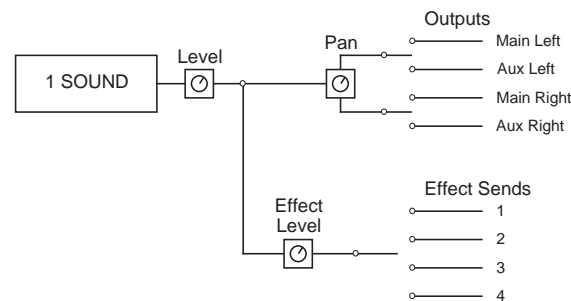 Outputs
Level
Pan
Main Left
1 SOUND
Aux Left
Main Right
Aux Right
Effect Sends
Effect
Level
1
2
3
4